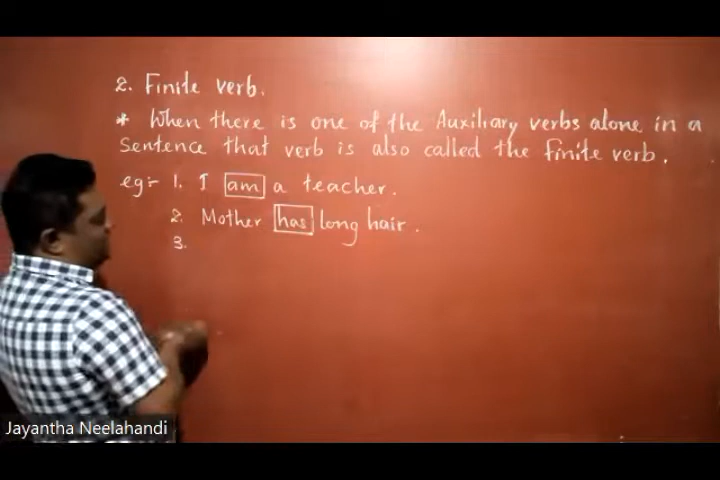 2. Finite verb.
* When there is one of the Auxiliary verbs alone in a
Sentence that verb is also called the finite verb.
eg:- 1. I am a teacher.
2. Mother has long hair.
3.
Jayantha Neelahandi